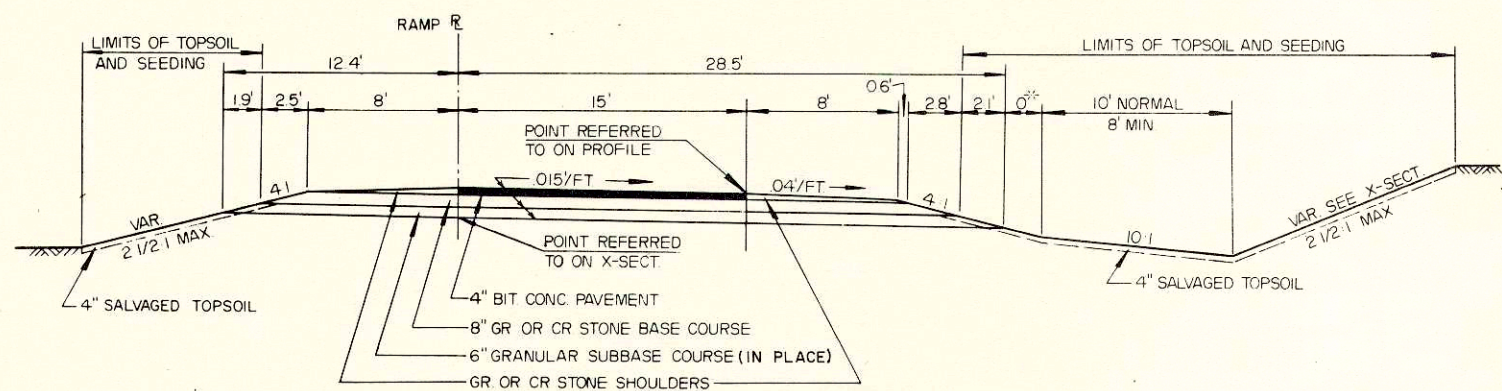 RAMP ℞
LIMITS OF TOPSOIL
AND SEEDING
LIMITS OF TOPSOIL AND SEEDING
12.4'
28.5'
1.9'
2.5'
8'
15'
8'
0.6'
2.8'
2.1'
0'*
10' NORMAL
8' MIN
POINT REFERRED
TO ON PROFILE
.015'/FT
.04'/FT
4:1
4:1
VAR.
2 1/2:1 MAX.
10:1
VAR. SEE X-SECT.
2 1/2:1 MAX
POINT REFERRED
TO ON X-SECT.
4" SALVAGED TOPSOIL
4" SALVAGED TOPSOIL
4" BIT. CONC. PAVEMENT
8" GR. OR CR STONE BASE COURSE
6" GRANULAR SUBBASE COURSE (IN PLACE)
GR. OR CR STONE SHOULDERS